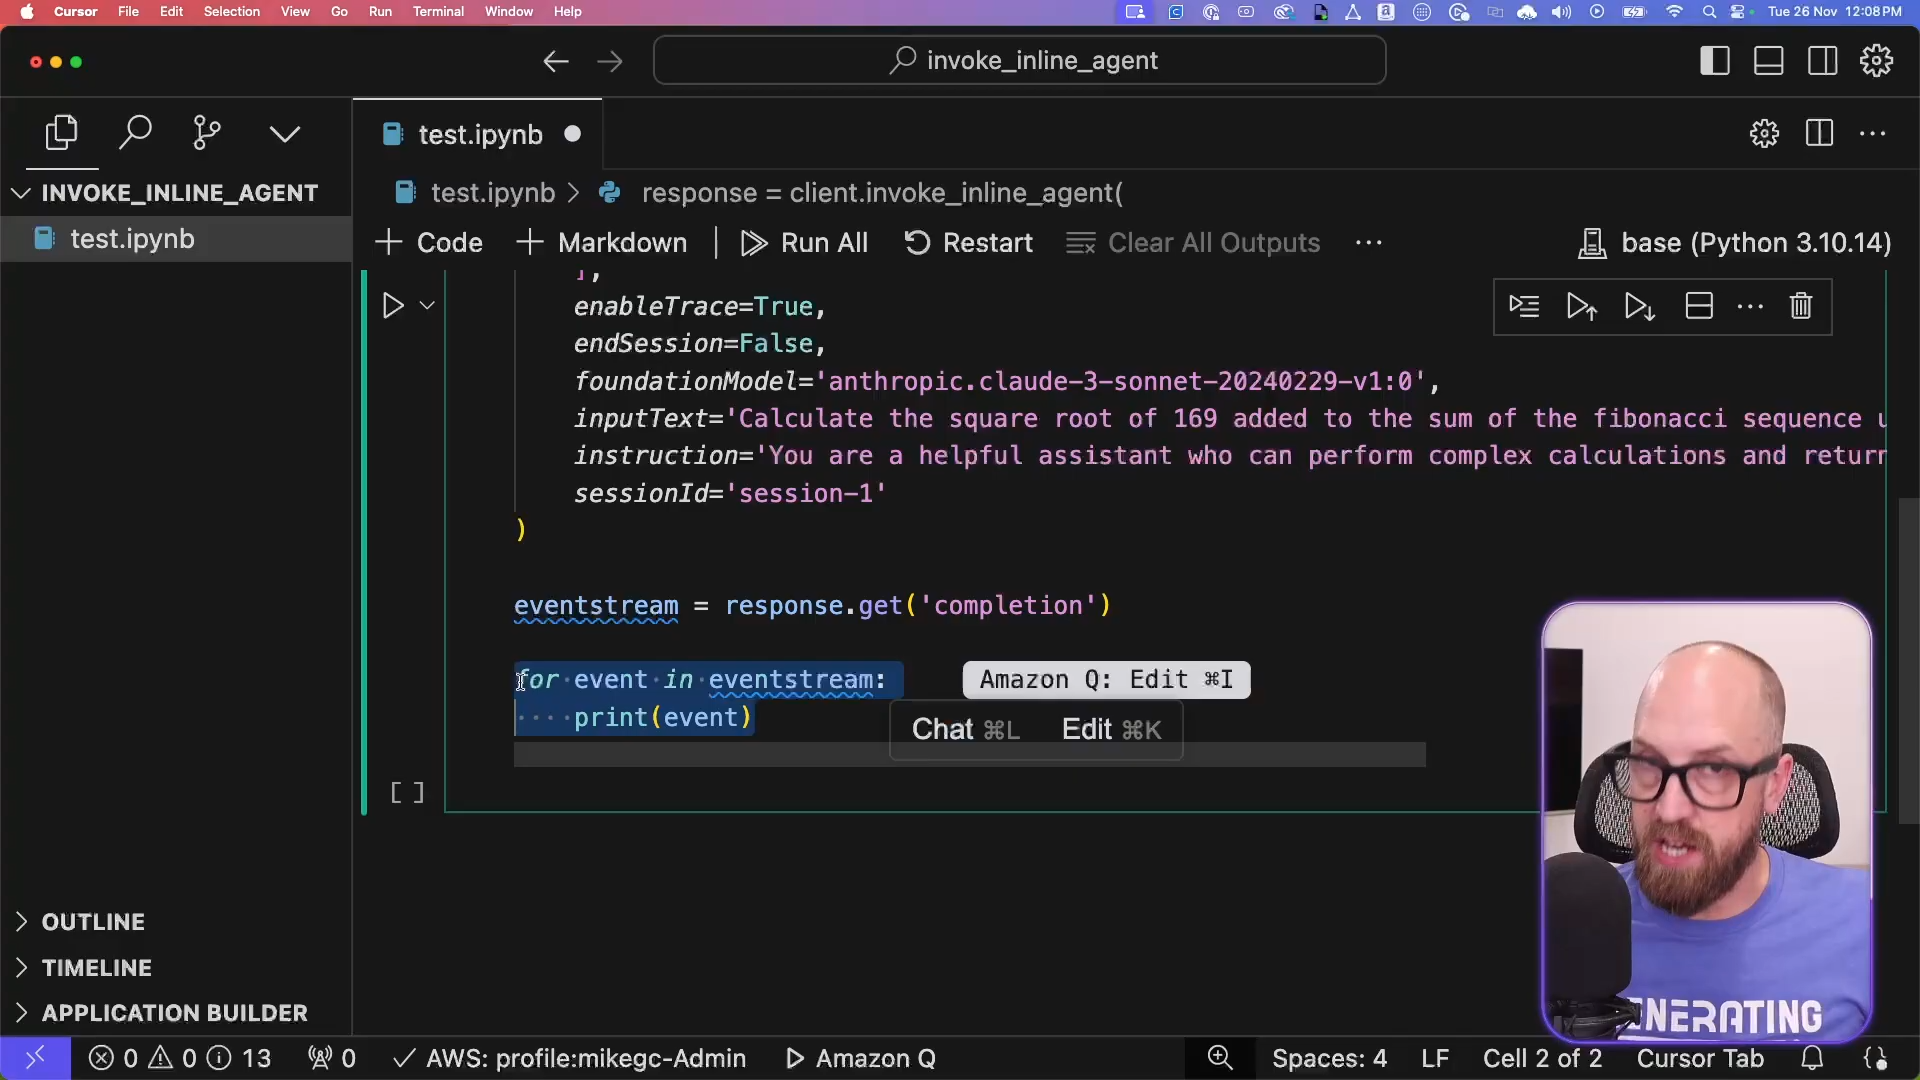 Cursor File Edit Selection View Go Run Terminal Window Help Tue 26 Nov 12:08 PM
invoke_inline_agent
test.ipynb
INVOKE_INLINE_AGENT
test.ipynb
test.ipynb > response = client.invoke_inline_agent(
+ Code + Markdown | Run All Restart Clear All Outputs ... base (Python 3.10.14)
],
enableTrace=True,
endSession=False,
foundationModel='anthropic.claude-3-sonnet-20240229-v1:0',
inputText='Calculate the square root of 169 added to the sum of the fibonacci sequence u
instruction='You are a helpful assistant who can perform complex calculations and return
sessionId='session-1'
)
eventstream = response.get('completion')
for event in eventstream:
Amazon Q: Edit ⌘I
print(event)
Chat ⌘L Edit ⌘K
[ ]
OUTLINE
TIMELINE
APPLICATION BUILDER
ENERATING
0 0 13 0 AWS: profile:mikegc-Admin Amazon Q Spaces: 4 LF Cell 2 of 2 Cursor Tab